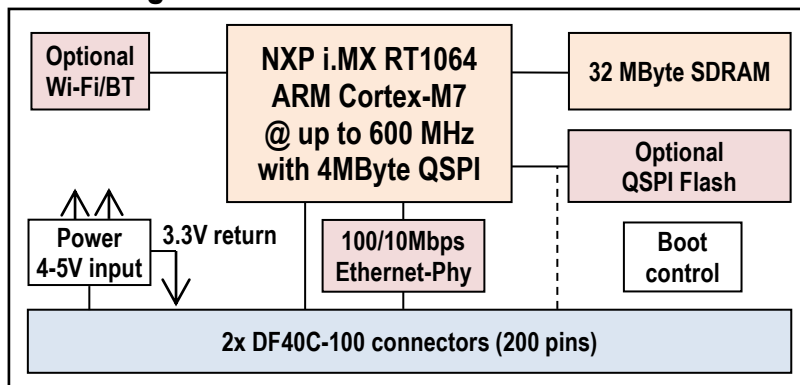 Optional
Wi-Fi/BT
NXP i.MX RT1064
ARM Cortex-M7
@ up to 600 MHz
with 4MByte QSPI
32 MByte SDRAM
Optional
QSPI Flash
Power
4-5V input
3.3V return
100/10Mbps
Ethernet-Phy
Boot
control
2x DF40C-100 connectors (200 pins)